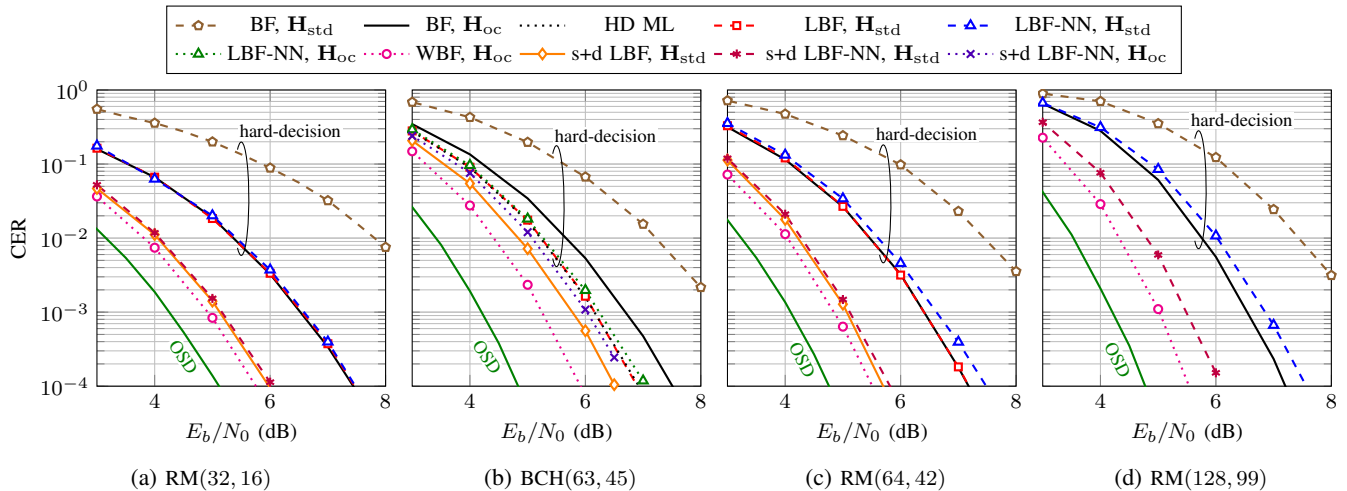 BF, H_std BF, H_oc HD ML LBF, H_std LBF-NN, H_std
LBF-NN, H_oc WBF, H_oc s+d LBF, H_std s+d LBF-NN, H_std s+d LBF-NN, H_oc
CER
10^0
10^-1
10^-2
10^-3
10^-4
hard-decision
OSD
4 6 8
E_b/N_0 (dB)
(a) RM(32, 16)
hard-decision
OSD
4 6 8
E_b/N_0 (dB)
(b) BCH(63, 45)
hard-decision
OSD
4 6 8
E_b/N_0 (dB)
(c) RM(64, 42)
hard-decision
OSD
4 6 8
E_b/N_0 (dB)
(d) RM(128, 99)